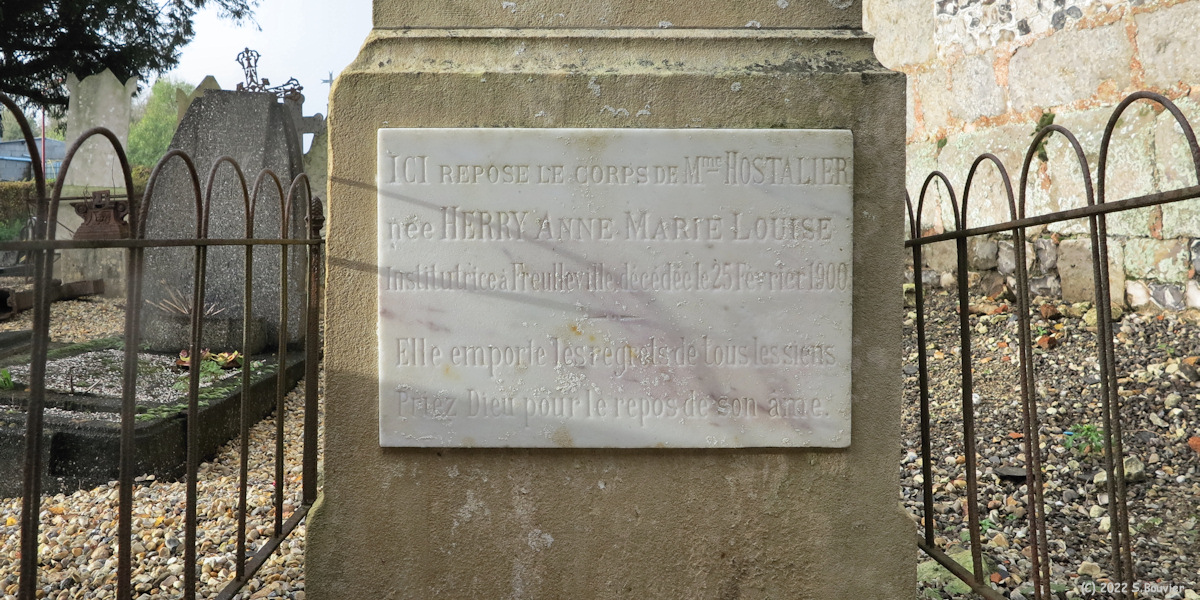 ICI REPOSE LE CORPS DE Mme HOSTALIER
née HERRY ANNE MARIE LOUISE
Institutrice à Freulleville, décédée le 25 Février 1900
Elle emporte les regrets de tous les siens
Priez Dieu pour le repos de son âme.
(C) 2022 S.Bouvier